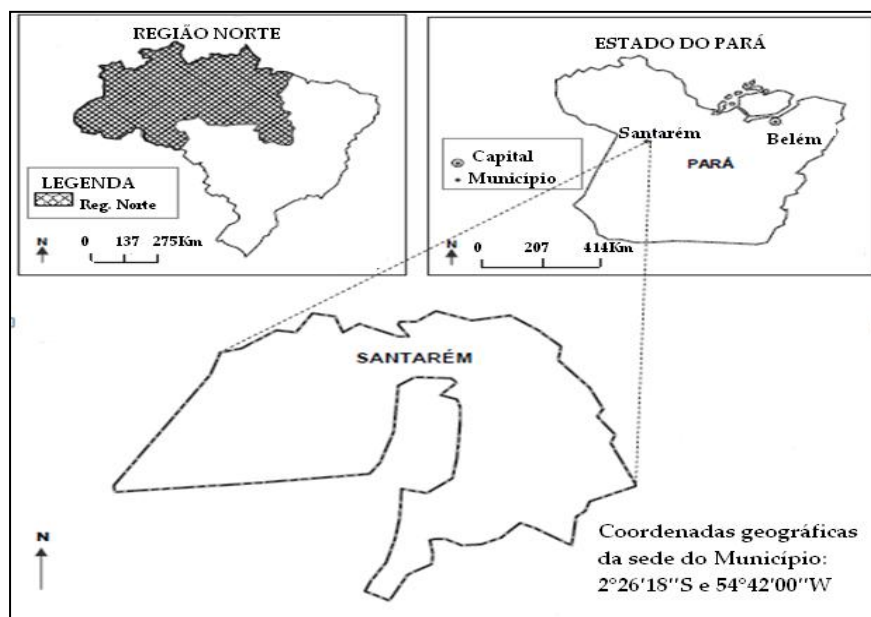 REGIÃO NORTE
LEGENDA
Reg. Norte
N
0 137 275Km
ESTADO DO PARÁ
Santarém
Belém
PARÁ
Capital
Município
N
0 207 414Km
SANTARÉM
N
Coordenadas geográficas
da sede do Município:
2°26'18"S e 54°42'00"W